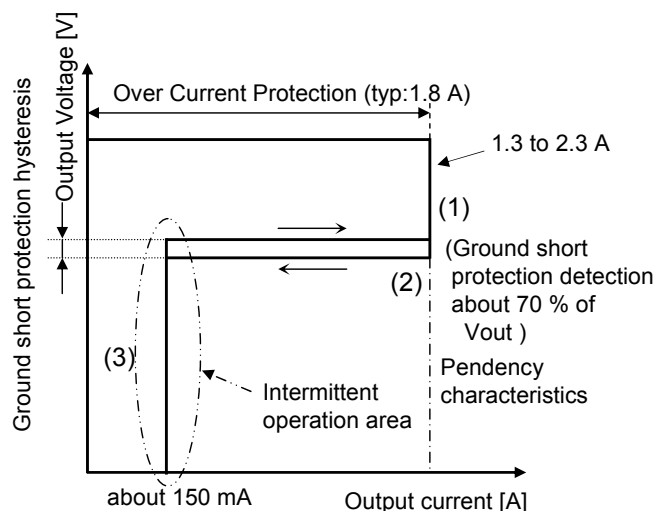 Ground short protection hysteresis
Output Voltage [V]
Over Current Protection (typ:1.8 A)
1.3 to 2.3 A
(1)
(Ground short
protection detection
about 70 % of
Vout )
(2)
(3)
Pendency
characteristics
Intermittent
operation area
about 150 mA
Output current [A]